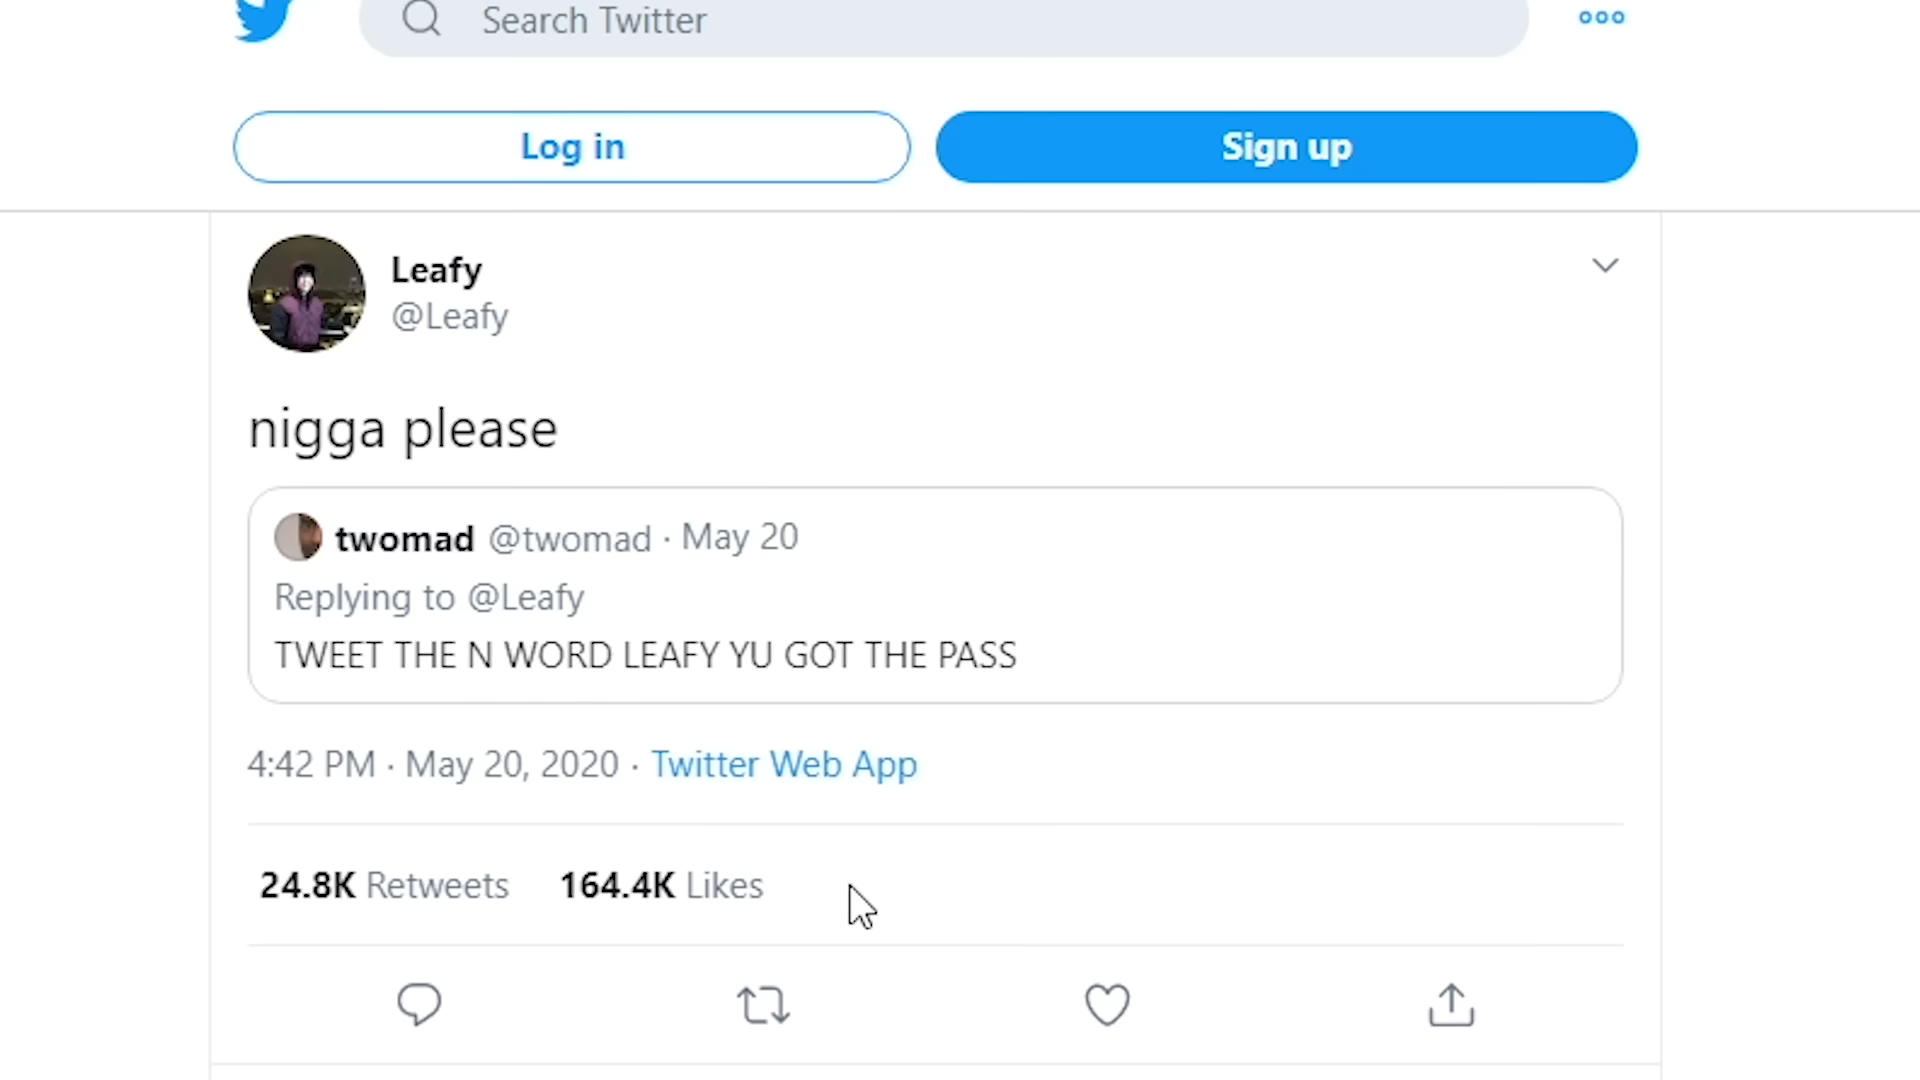 Search Twitter
Log in
Sign up
Leafy
@Leafy
nigga please
twomad @twomad · May 20
Replying to @Leafy
TWEET THE N WORD LEAFY YU GOT THE PASS
4:42 PM · May 20, 2020 · Twitter Web App
24.8K Retweets 164.4K Likes